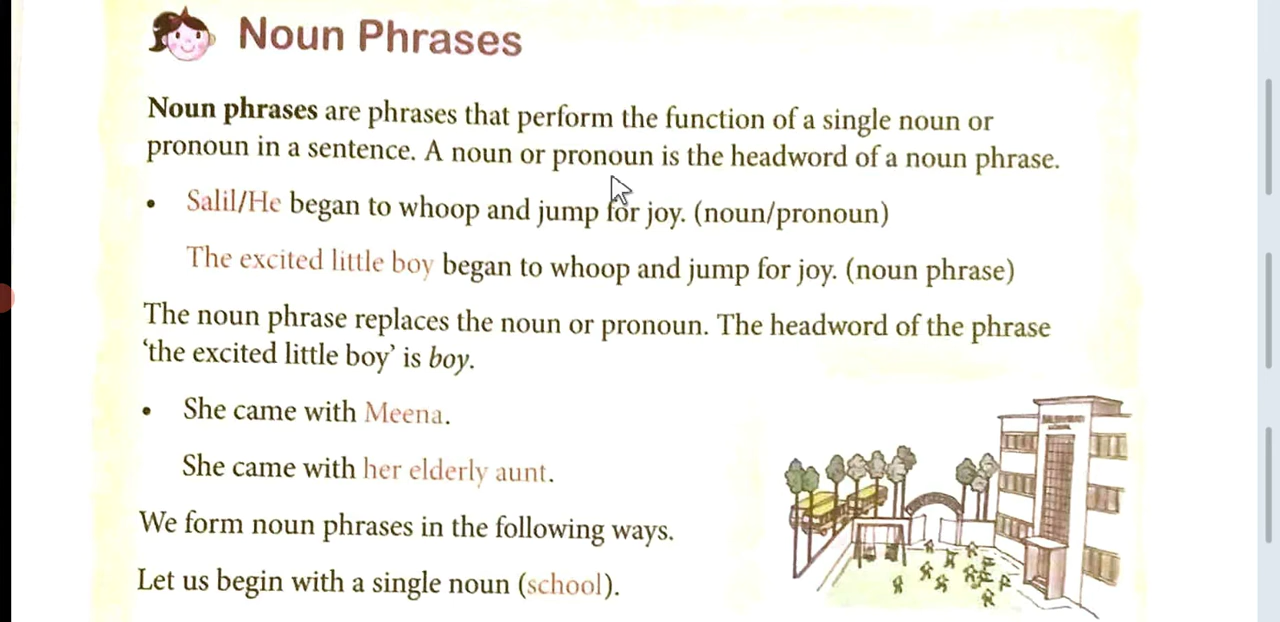 Noun Phrases
Noun phrases are phrases that perform the function of a single noun or
pronoun in a sentence. A noun or pronoun is the headword of a noun phrase.
• Salil/He began to whoop and jump for joy. (noun/pronoun)
The excited little boy began to whoop and jump for joy. (noun phrase)
The noun phrase replaces the noun or pronoun. The headword of the phrase
‘the excited little boy’ is boy.
• She came with Meena.
She came with her elderly aunt.
We form noun phrases in the following ways.
Let us begin with a single noun (school).